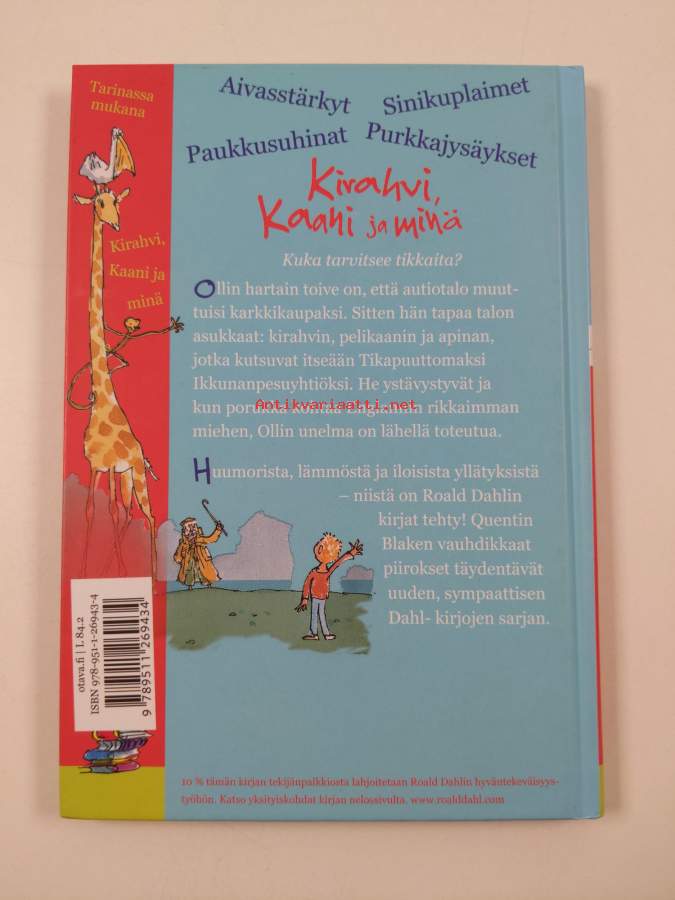 Tarinassa
mukana
Kirahvi,
Kaani ja
minä
Aivasstärkyt
Sinikuplaimet
Paukkusuhinat
Purkkajysäykset
Kirahvi,
Kaani ja minä
Kuka tarvitsee tikkaita?
Ollin hartain toive on, että autiotalo muut-
tuisi karkkikaupaksi. Sitten hän tapaa talon
asukkaat: kirahvin, pelikaanin ja apinan,
jotka kutsuvat itseään Tikapuuttomaksi
Ikkunanpesuyhtiöksi. He ystävystyvät ja
kun porukka rikkaimman
Antikvariaatti.net
miehen, Ollin unelma on lähellä toteutua.
Huumorista, lämmöstä ja iloisista yllätyksistä
– niistä on Roald Dahlin
kirjat tehty! Quentin
Blaken vauhdikkaat
piirokset täydentävät
uuden, sympaattisen
Dahl- kirjojen sarjan.
otava.fi | L 84.2
ISBN 978-951-1-26943-4
9 789511 269434
10 % tämän kirjan tekijänpalkkiosta lahjoitetaan Roald Dahlin hyväntekeväisyys-
työhön. Katso yksityiskohdat kirjan nelossivulta. www.roalddahl.com